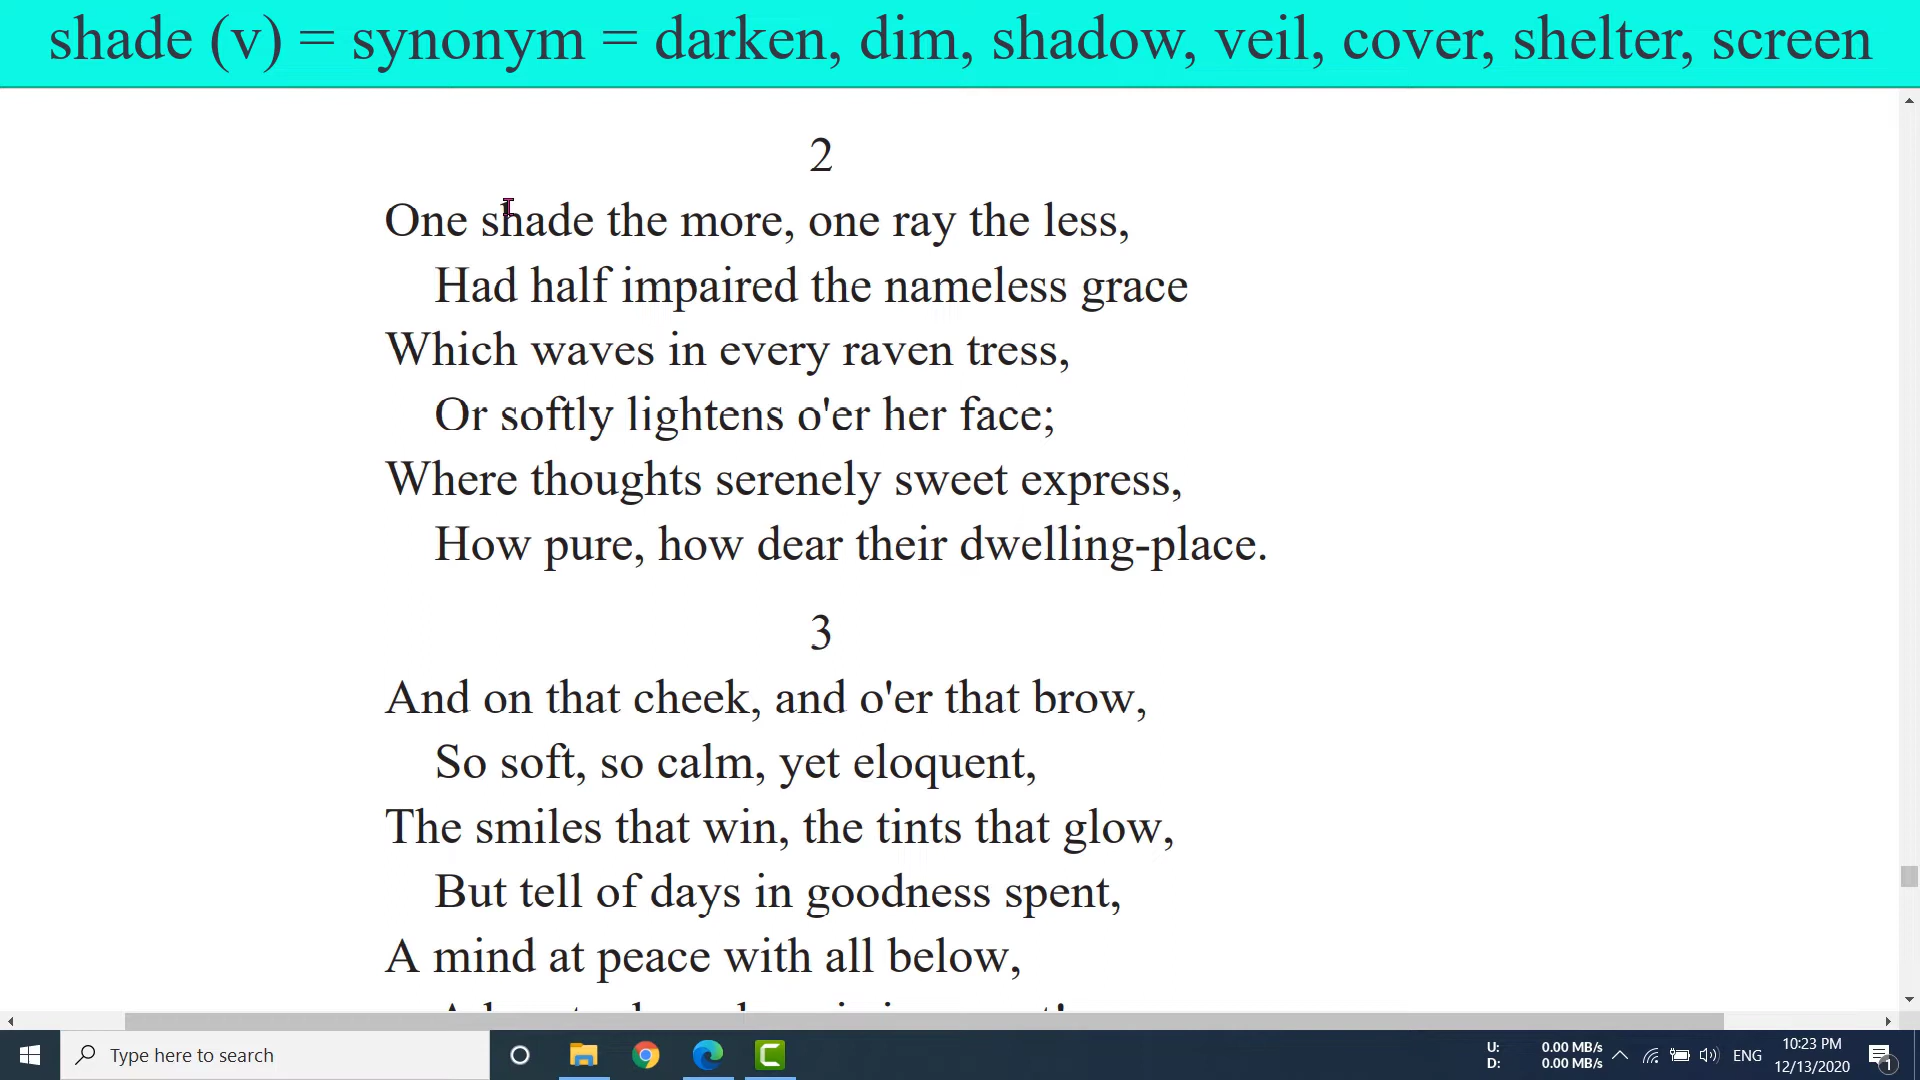 shade (v) = synonym = darken, dim, shadow, veil, cover, shelter, screen
2
One shade the more, one ray the less,
Had half impaired the nameless grace
Which waves in every raven tress,
Or softly lightens o'er her face;
Where thoughts serenely sweet express,
How pure, how dear their dwelling-place.
3
And on that cheek, and o'er that brow,
So soft, so calm, yet eloquent,
The smiles that win, the tints that glow,
But tell of days in goodness spent,
A mind at peace with all below,
Type here to search
U: 0.00 MB/s
D: 0.00 MB/s
ENG
10:23 PM
12/13/2020
1